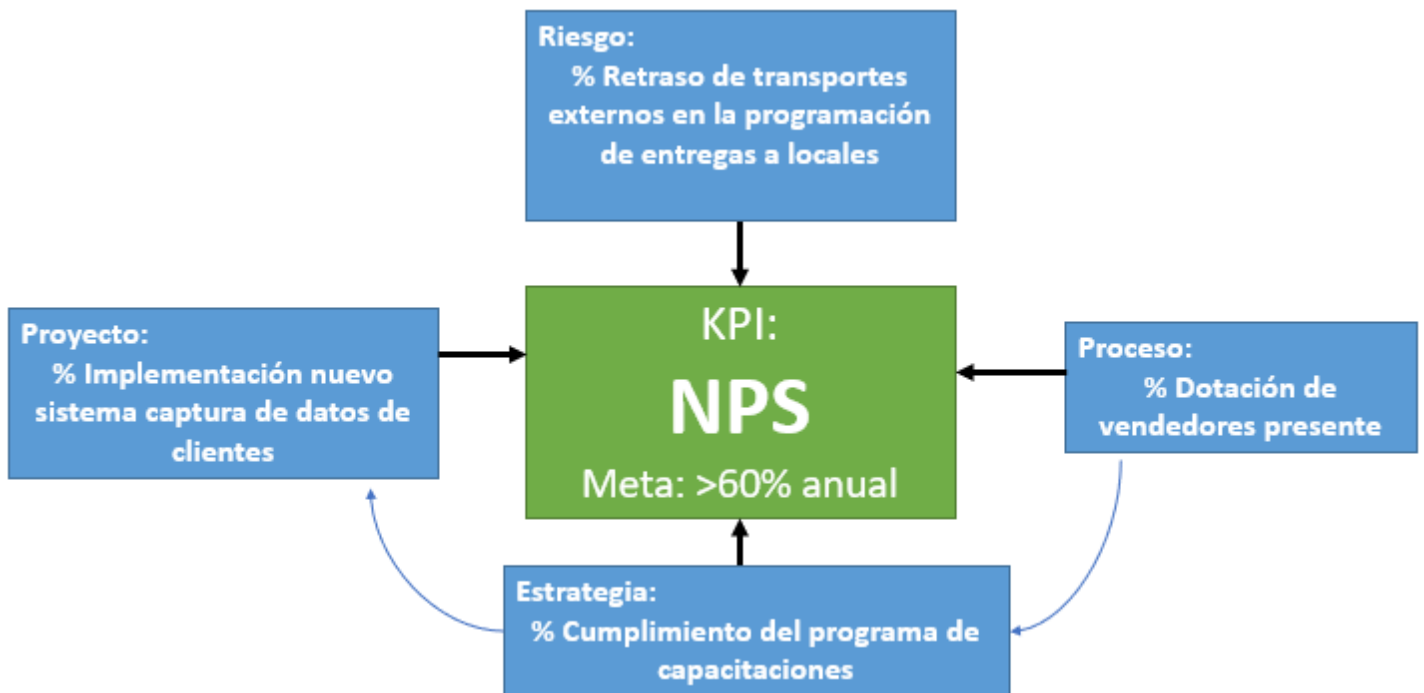 Riesgo:
% Retraso de transportes
externos en la programación
de entregas a locales
Proyecto:
% Implementación nuevo
sistema captura de datos de
clientes
KPI:
NPS
Meta: >60% anual
Proceso:
% Dotación de
vendedores presente
Estrategia:
% Cumplimiento del programa de
capacitaciones